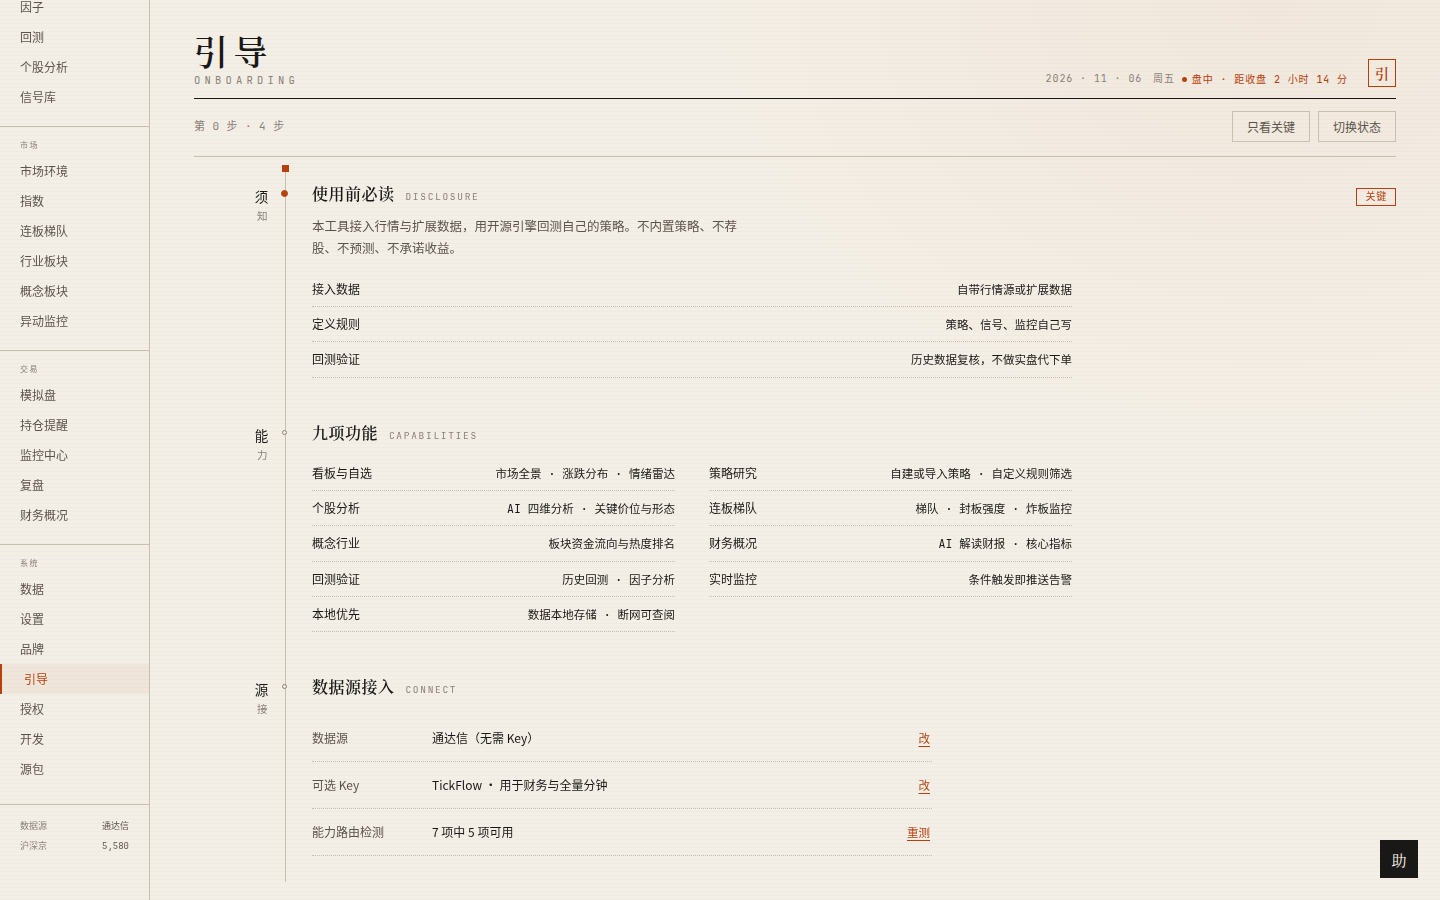 因子
回测
个股分析
信号库
市场
市场环境
指数
连板梯队
行业板块
概念板块
异动监控
交易
模拟盘
持仓提醒
监控中心
复盘
财务概况
系统
数据
设置
品牌
引导
授权
开发
源包
数据源 通达信
沪深京 5,580
引导
ONBOARDING
2026 · 11 · 06 周五 盘中 · 距收盘 2 小时 14 分
引
第 0 步 · 4 步
只看关键 切换状态
须
知
使用前必读 DISCLOSURE
关键
本工具接入行情与扩展数据，用开源引擎回测自己的策略。不内置策略、不荐
股、不预测、不承诺收益。
接入数据 自带行情源或扩展数据
定义规则 策略、信号、监控自己写
回测验证 历史数据复核，不做实盘代下单
能
力
九项功能 CAPABILITIES
看板与自选 市场全景 · 涨跌分布 · 情绪雷达 策略研究 自建或导入策略 · 自定义规则筛选
个股分析 AI 四维分析 · 关键价位与形态 连板梯队 梯队 · 封板强度 · 炸板监控
概念行业 板块资金流向与热度排名 财务概况 AI 解读财报 · 核心指标
回测验证 历史回测 · 因子分析 实时监控 条件触发即推送告警
本地优先 数据本地存储 · 断网可查阅
源
接
数据源接入 CONNECT
数据源 通达信（无需 Key） 改
可选 Key TickFlow · 用于财务与全量分钟 改
能力路由检测 7 项中 5 项可用 重测
助